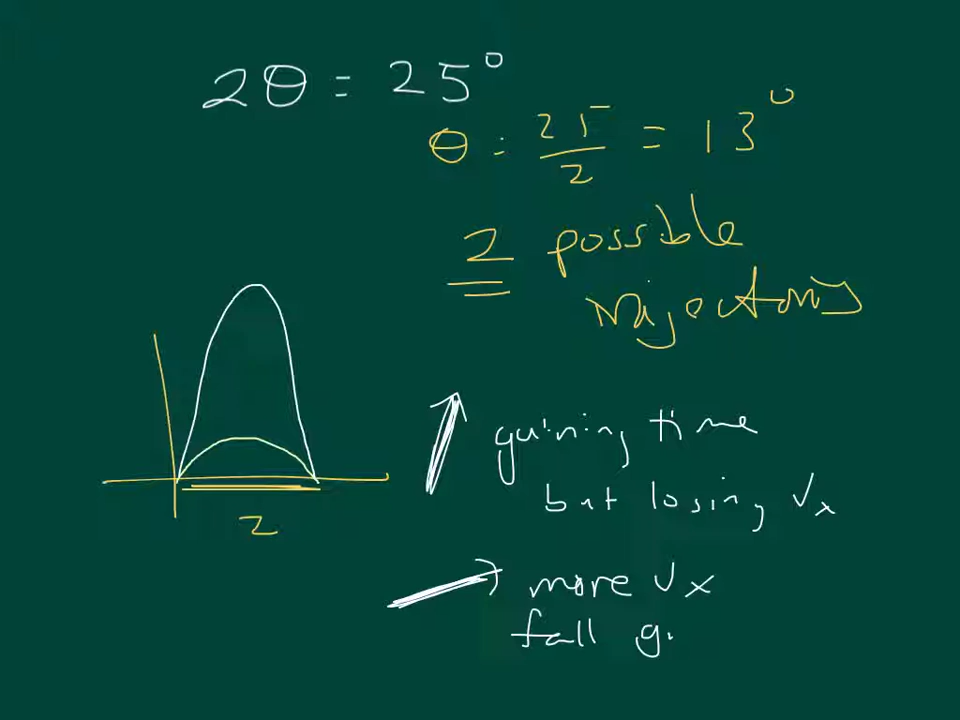 2θ = 25°
θ = 25/2 = 13°
2 possible
trajectory
gaining time
but losing Vx
2
more Vx
fall g